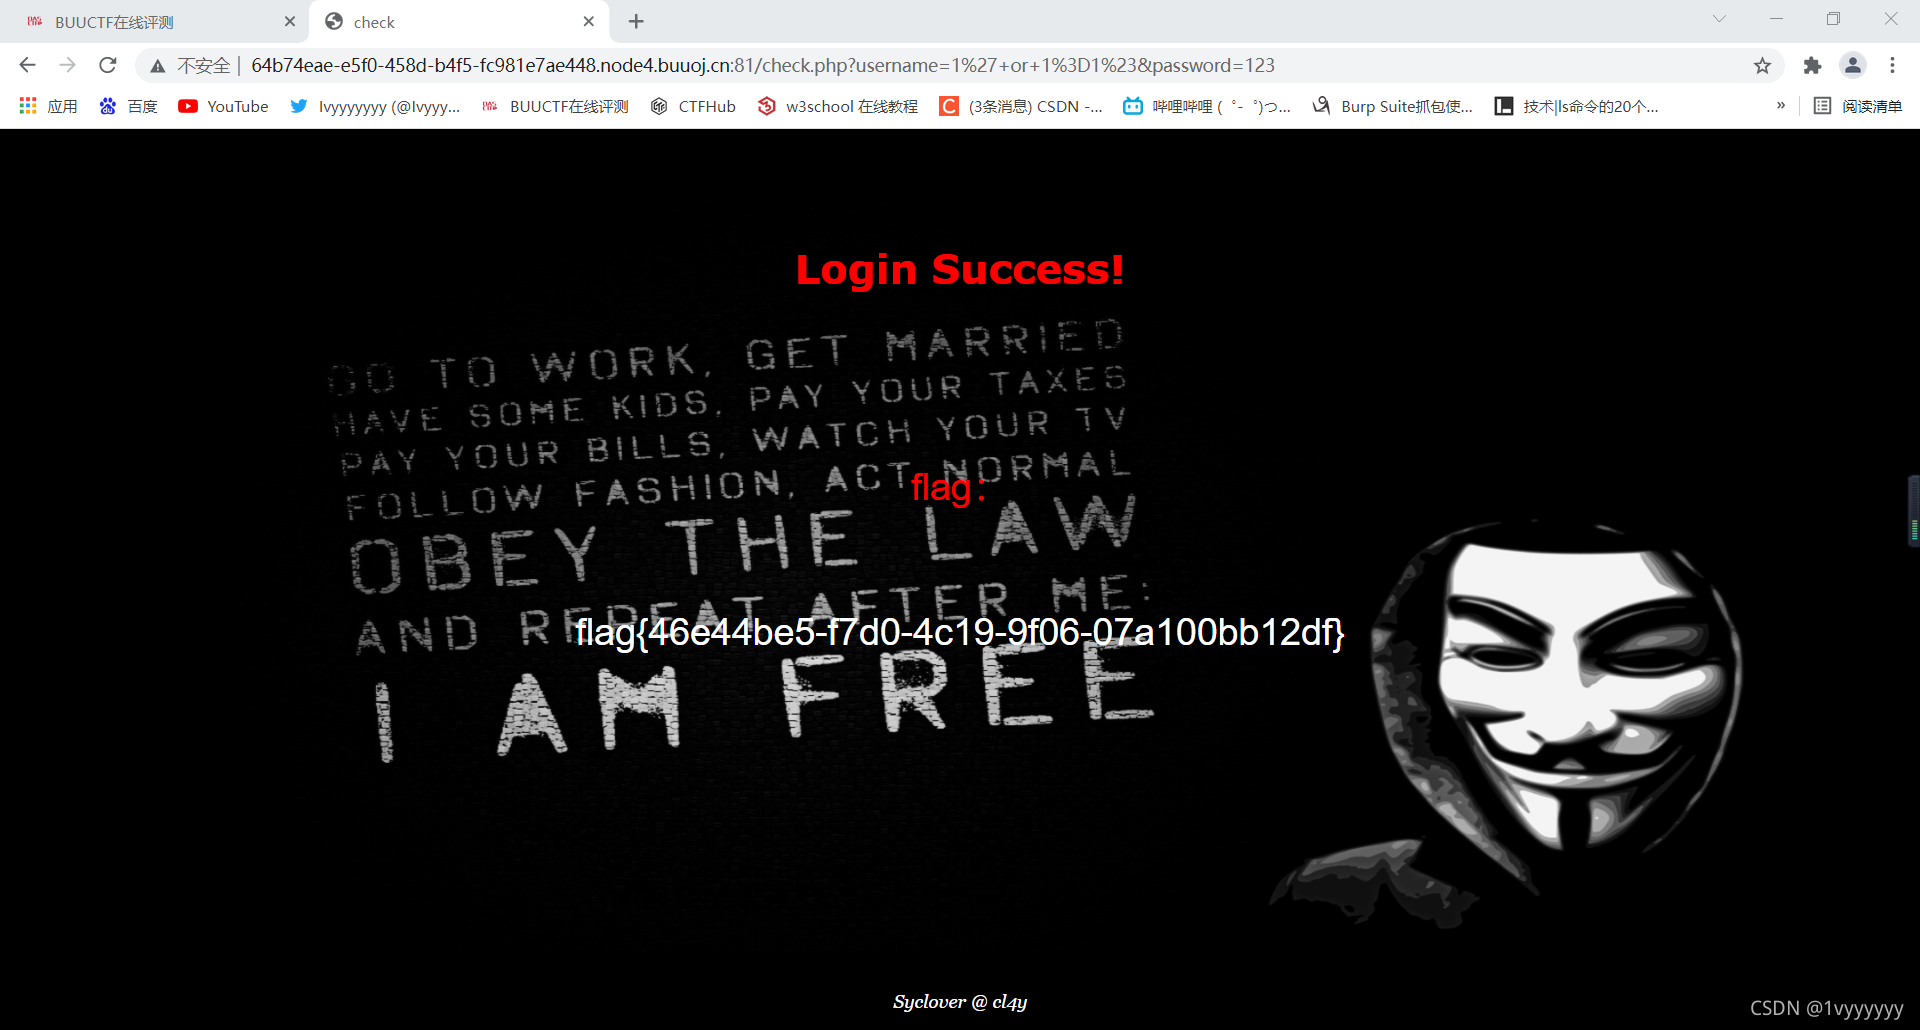 BUUCTF在线评测
check
不安全 | 64b74eae-e5f0-458d-b4f5-fc981e7ae448.node4.buuoj.cn:81/check.php?username=1%27+or+1%3D1%23&password=123
应用 百度 YouTube lvyyyyyyy (@lvyyy... BUUCTF在线评测 CTFHub w3school 在线教程 (3条消息) CSDN -... 哔哩哔哩 (゜-゜)つ... Burp Suite抓包使... 技术|ls命令的20个... » 阅读清单
Login Success!
GO TO WORK, GET MARRIED
HAVE SOME KIDS, PAY YOUR TAXES
PAY YOUR BILLS, WATCH YOUR TV
FOLLOW FASHION, ACT NORMAL
flag:
OBEY THE LAW
AND REPEAT AFTER ME:
flag{46e44be5-f7d0-4c19-9f06-07a100bb12df}
I AM FREE
Syclover @ cl4y
CSDN @1vyyyyyy